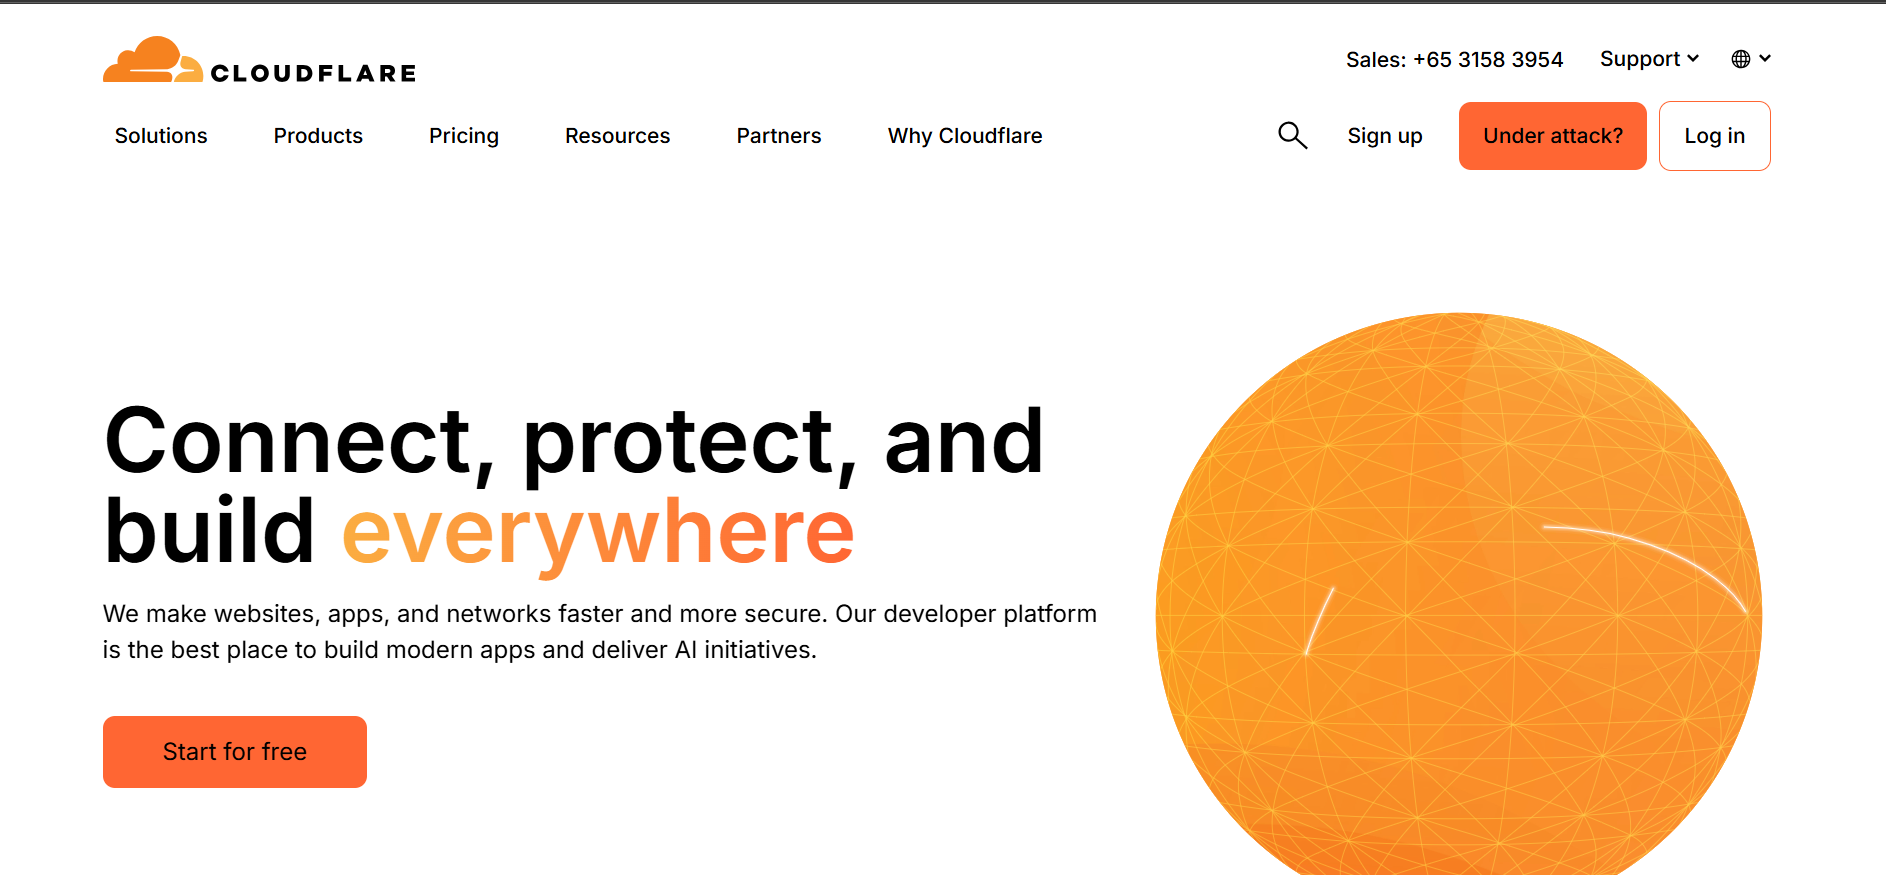 CLOUDFLARE
Sales: +65 3158 3954
Support
Solutions
Products
Pricing
Resources
Partners
Why Cloudflare
Sign up
Under attack?
Log in
Connect, protect, and
build everywhere
We make websites, apps, and networks faster and more secure. Our developer platform
is the best place to build modern apps and deliver AI initiatives.
Start for free